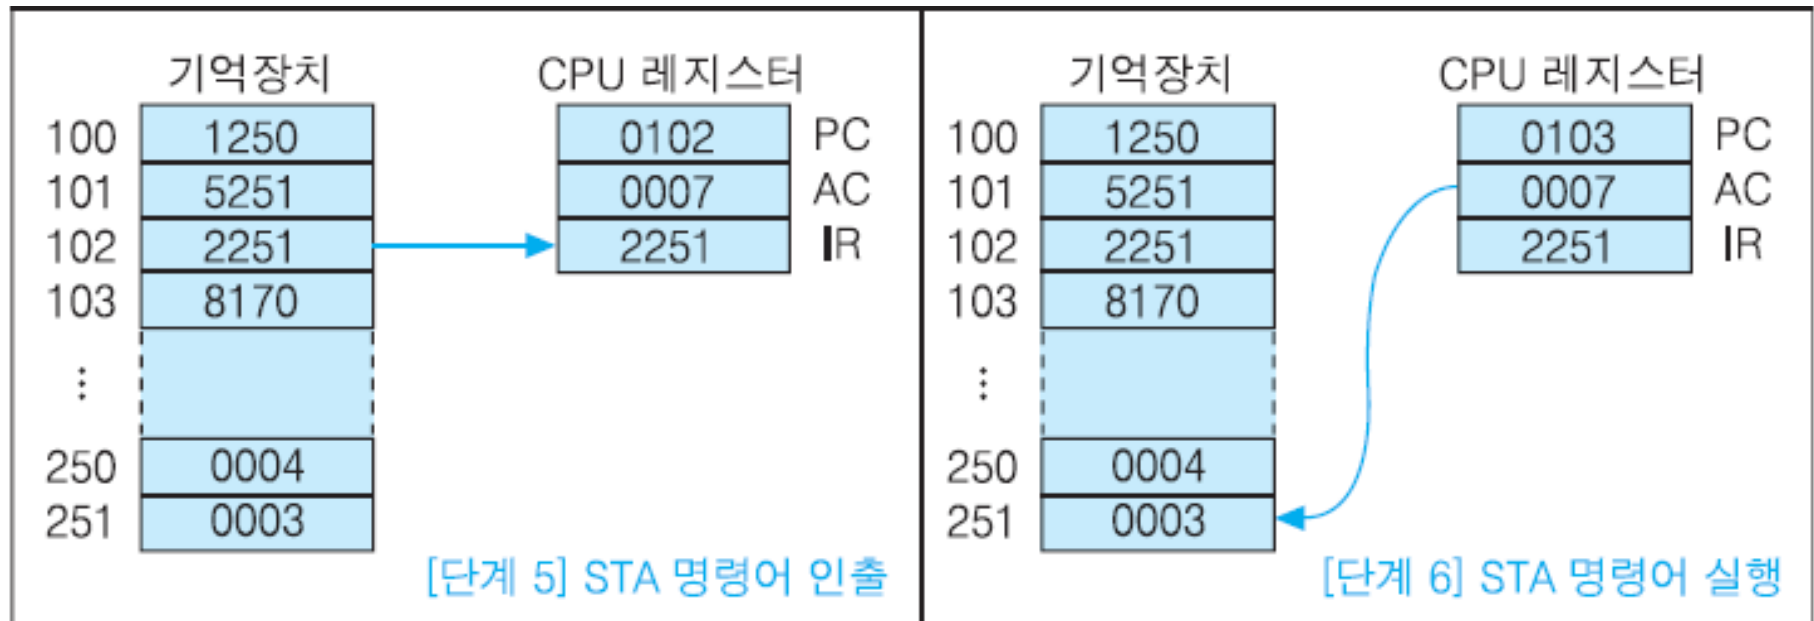 기억장치 CPU 레지스터
100 1250 0102 PC
101 5251 0007 AC
102 2251 2251 IR
103 8170
⋮
250 0004
251 0003
[단계 5] STA 명령어 인출
기억장치 CPU 레지스터
100 1250 0103 PC
101 5251 0007 AC
102 2251 2251 IR
103 8170
⋮
250 0004
251 0003
[단계 6] STA 명령어 실행